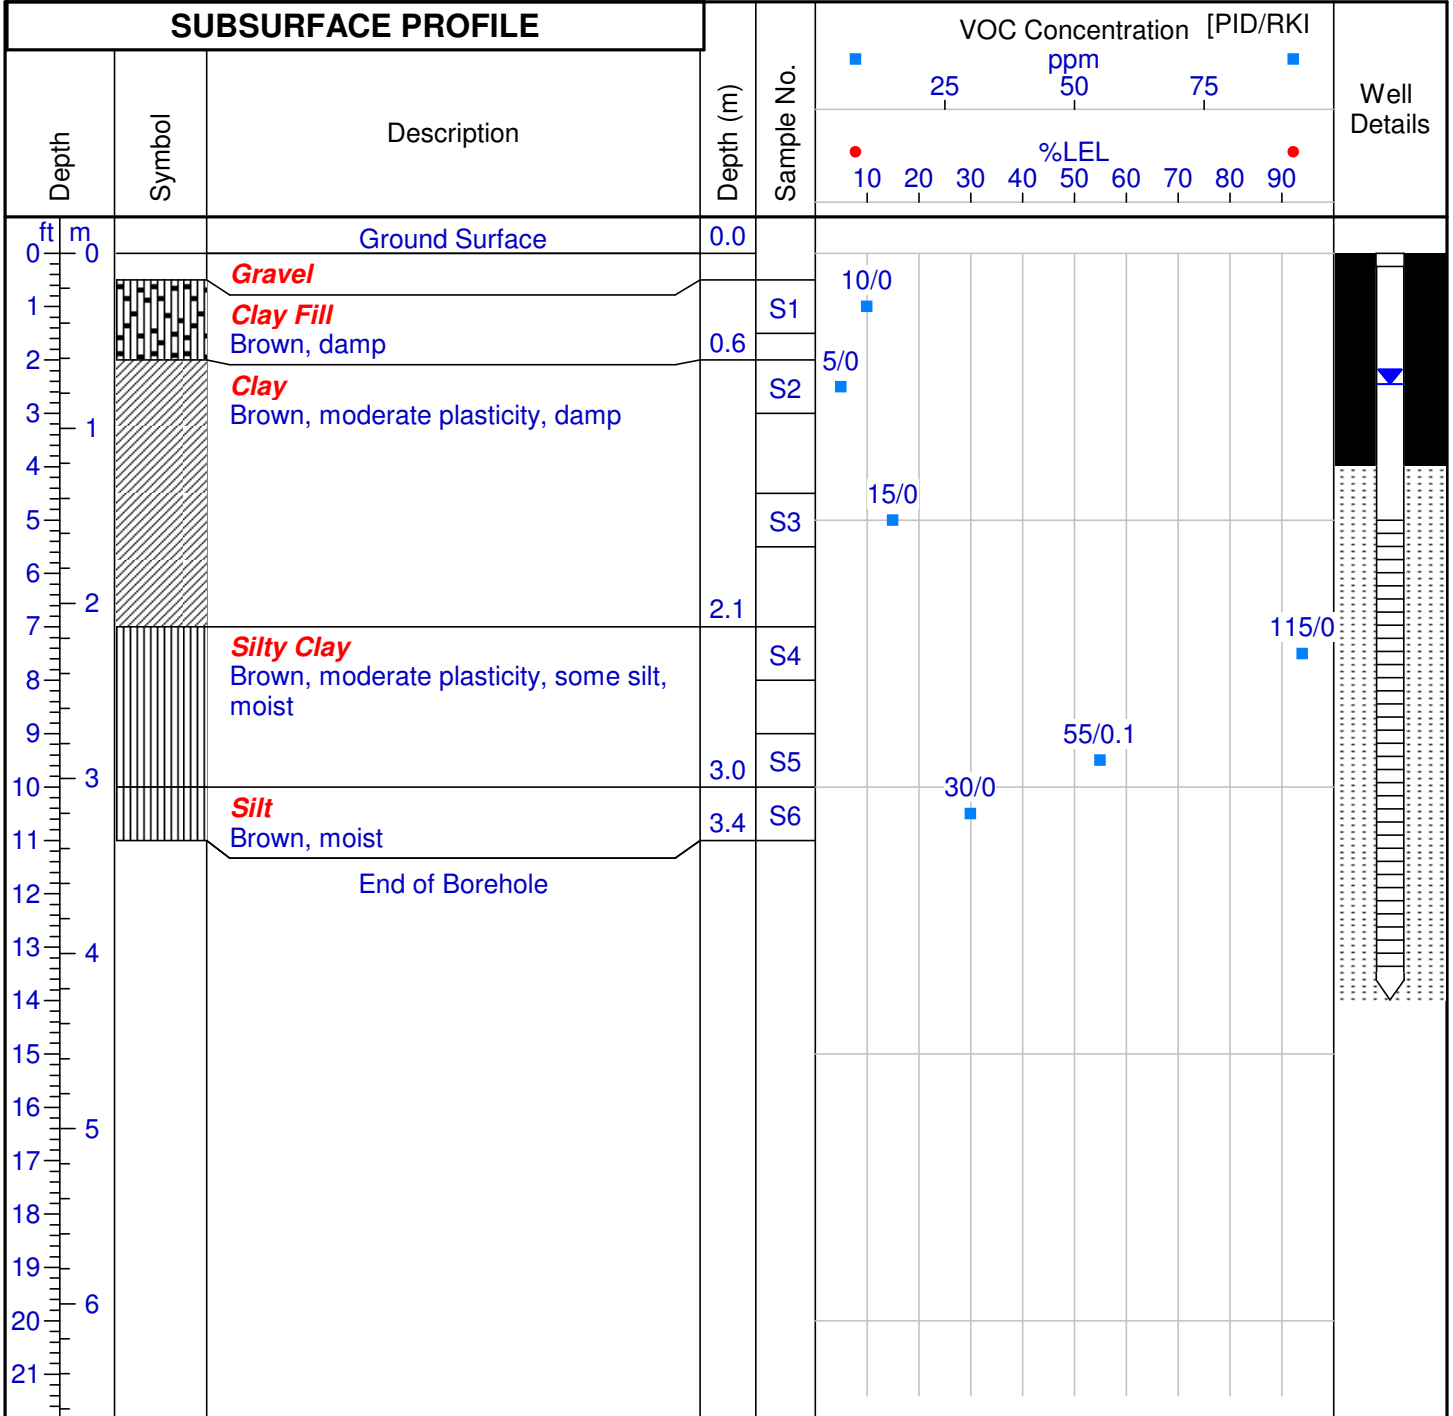 SUBSURFACE PROFILE
Depth
Symbol
Description
Depth (m)
Sample No.
VOC Concentration [PID/RKI
ppm
25 50 75
%LEL
10 20 30 40 50 60 70 80 90
Well
Details
ft m
Ground Surface
0.0
0 0
Gravel
10/0
1
Clay Fill
S1
Brown, damp
0.6
2
5/0
Clay
S2
Brown, moderate plasticity, damp
3
1
4
15/0
5
S3
6
2
2.1
7
115/0
Silty Clay
S4
Brown, moderate plasticity, some silt,
moist
8
9
55/0.1
3.0
S5
3
10
30/0
Silt
S6
Brown, moist
3.4
11
End of Borehole
12
13
4
14
15
16
5
17
18
19
6
20
21